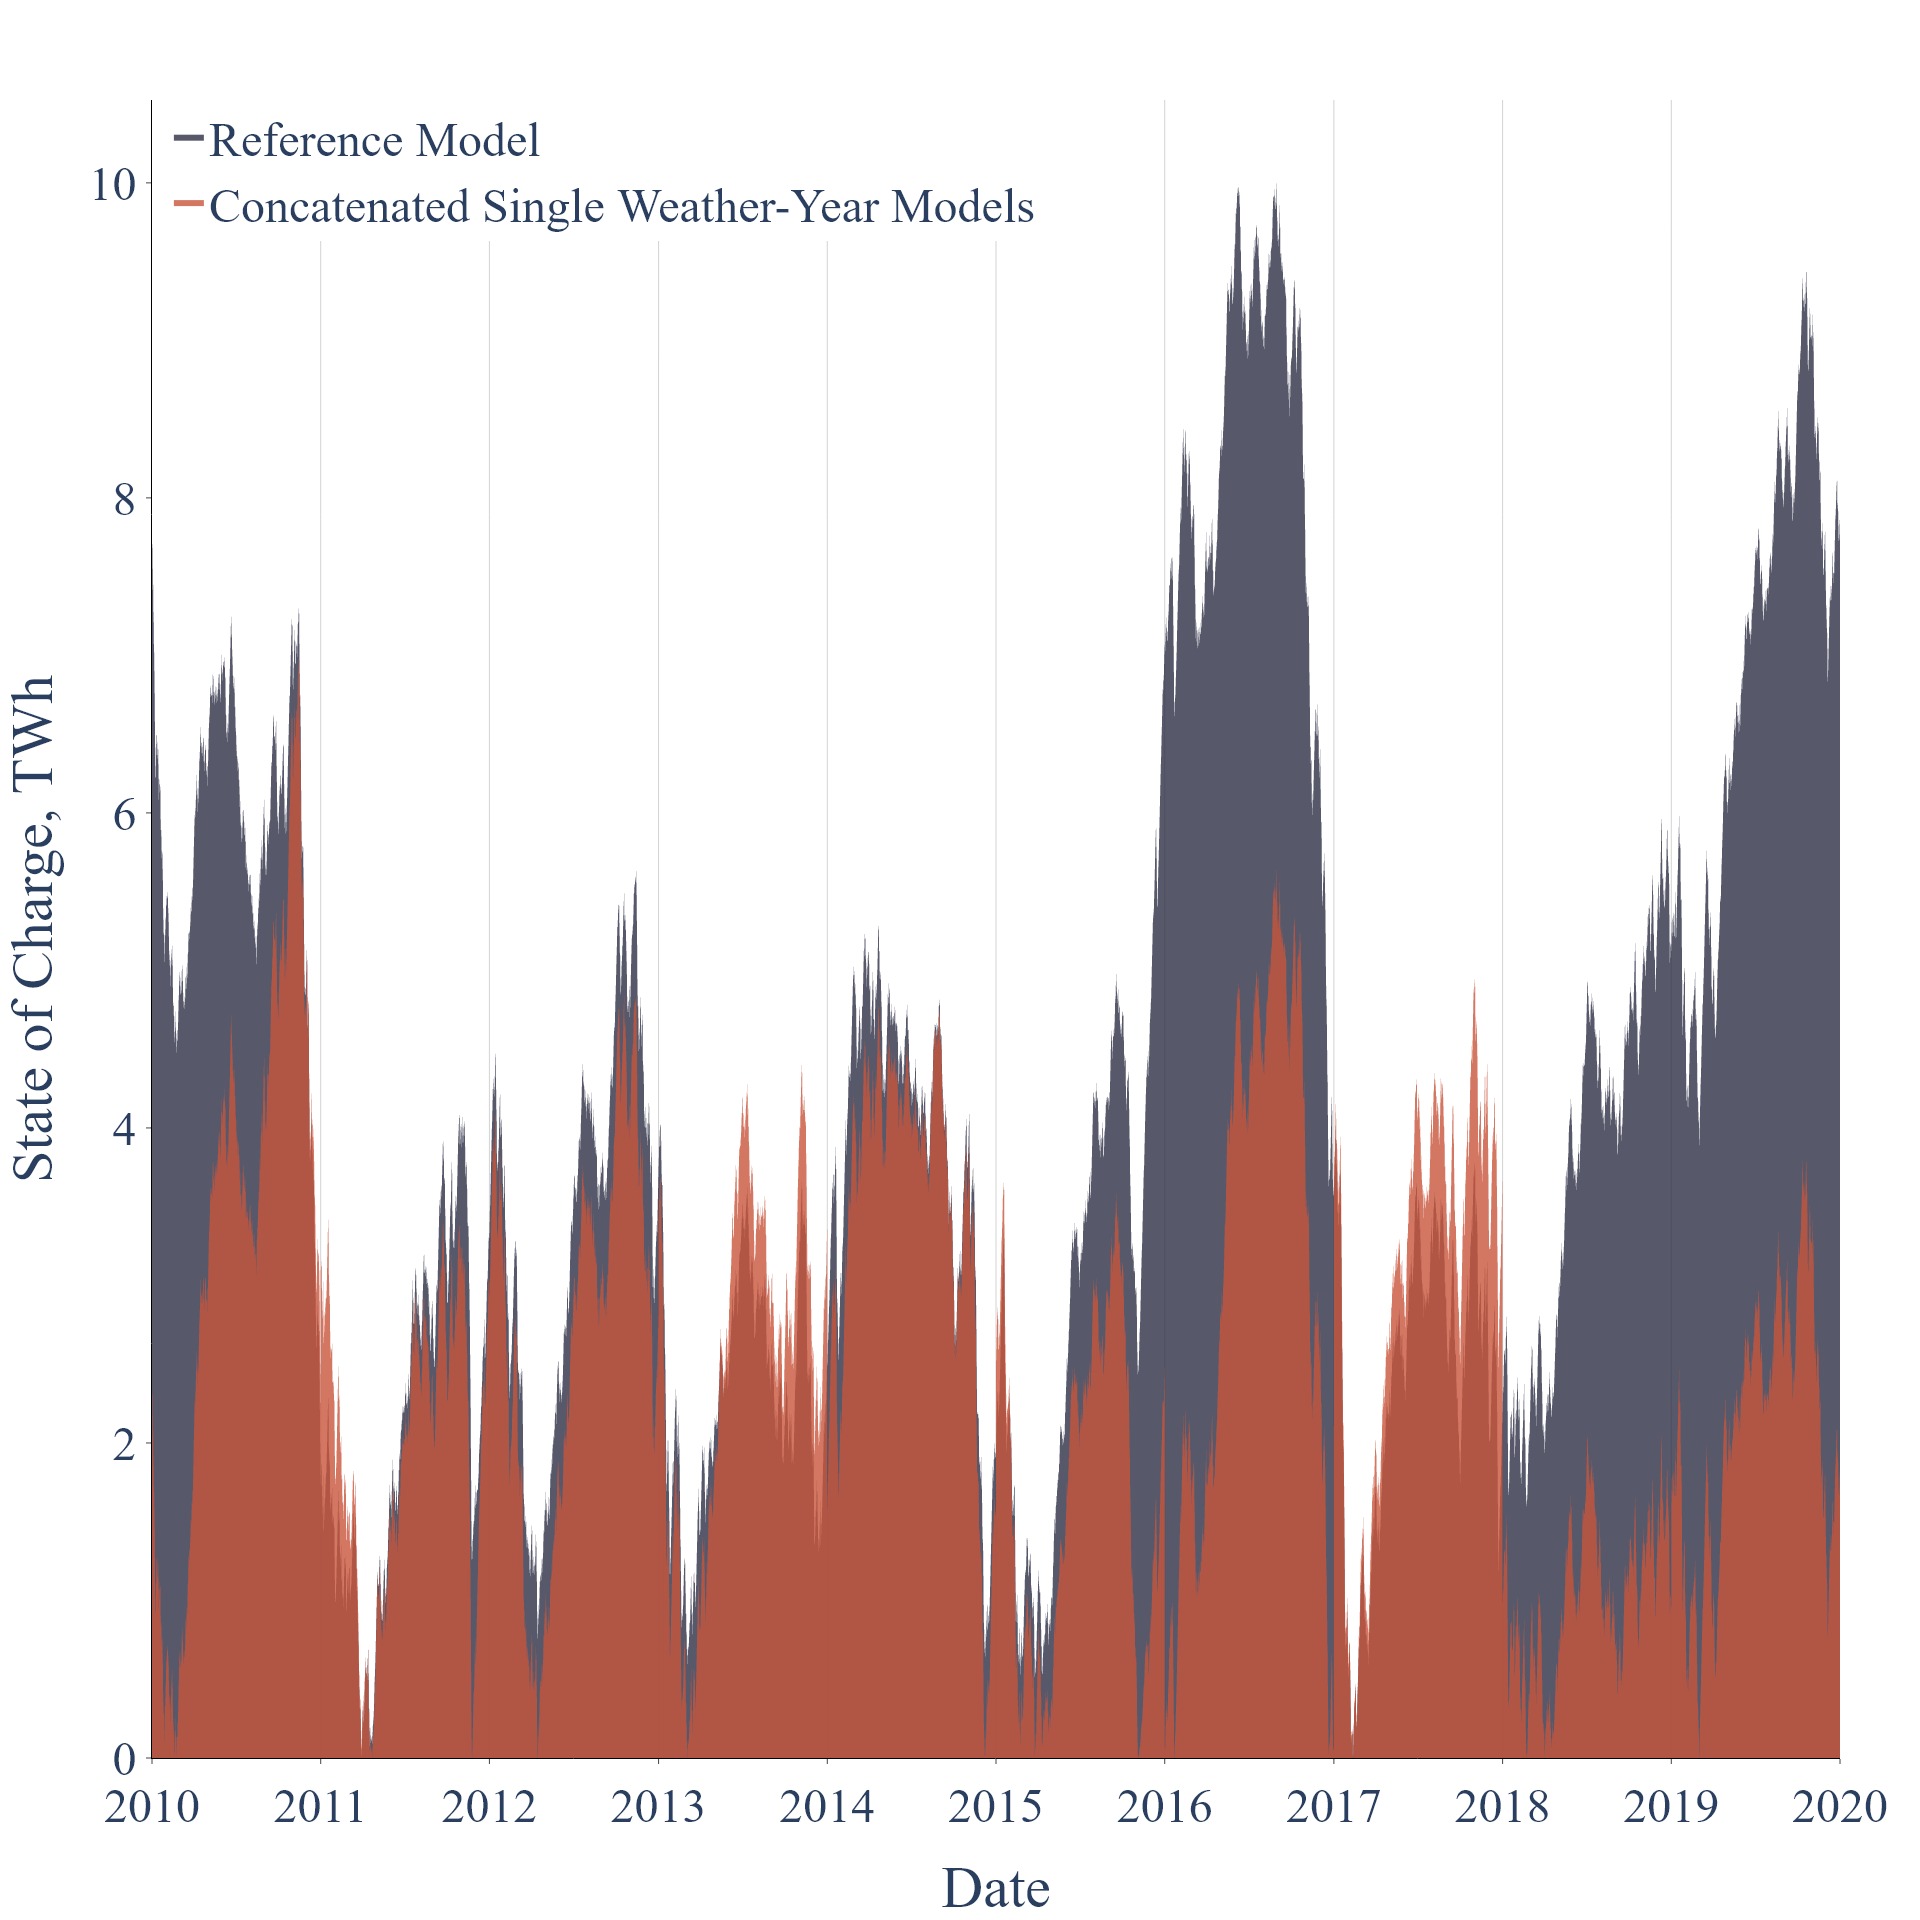 Reference Model
Concatenated Single Weather-Year Models
10
8
6
4
2
0
State of Charge, TWh
2010 2011 2012 2013 2014 2015 2016 2017 2018 2019 2020
Date